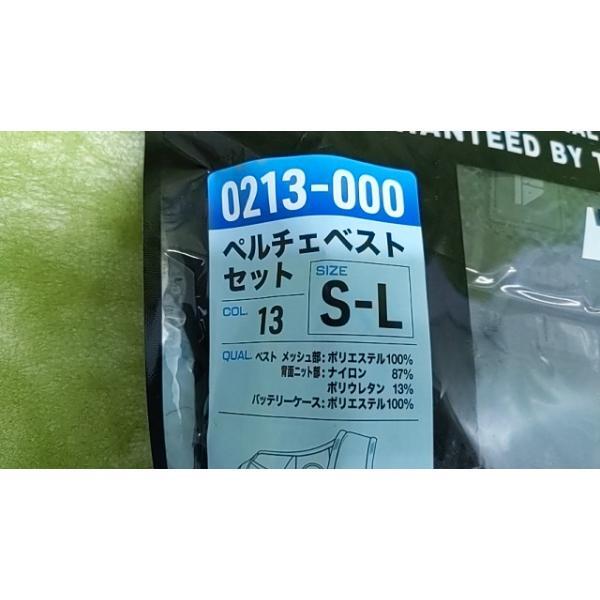 ANTEED BY T
0213-000
ペルチェベスト
セット
SIZE
S-L
COL
13
QUAL ベスト メッシュ部:ポリエステル100%
背面ニット部:ナイロン 87%
ポリウレタン 13%
バッテリーケース:ポリエステル100%